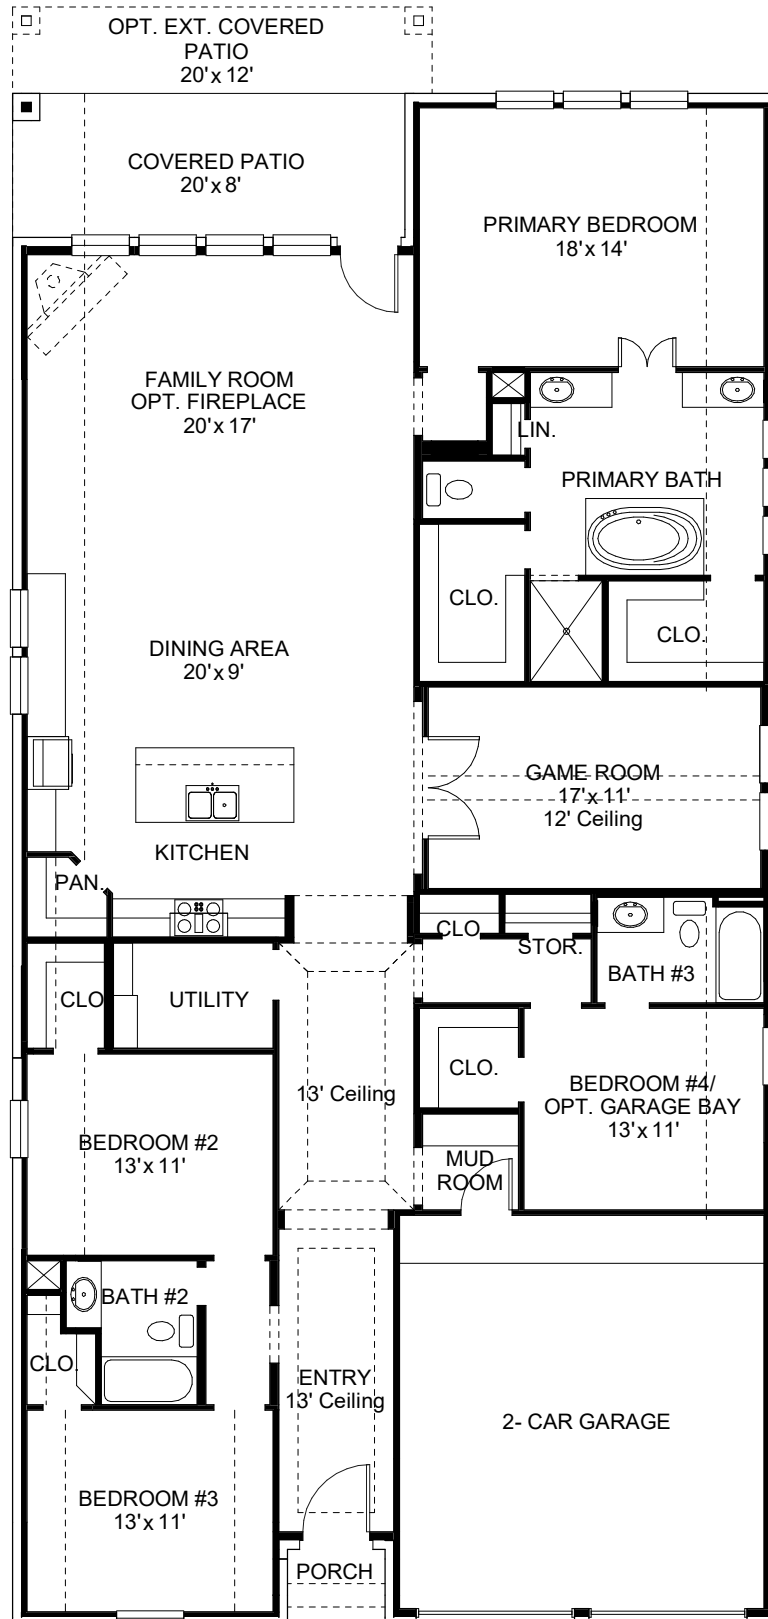 OPT. EXT. COVERED
PATIO
20'x 12'
COVERED PATIO
20'x 8'
PRIMARY BEDROOM
18'x 14'
FAMILY ROOM
OPT. FIREPLACE
20'x 17'
LIN.
PRIMARY BATH
CLO.
CLO.
DINING AREA
20'x 9'
GAME ROOM
17'x 11'
12' Ceiling
KITCHEN
PAN.
CLO.
STOR.
BATH #3
CLO
UTILITY
13' Ceiling
CLO.
BEDROOM #4/
OPT. GARAGE BAY
13'x 11'
BEDROOM #2
13'x 11'
MUD
ROOM
BATH #2
CLO.
ENTRY
13' Ceiling
2- CAR GARAGE
BEDROOM #3
13'x 11'
PORCH